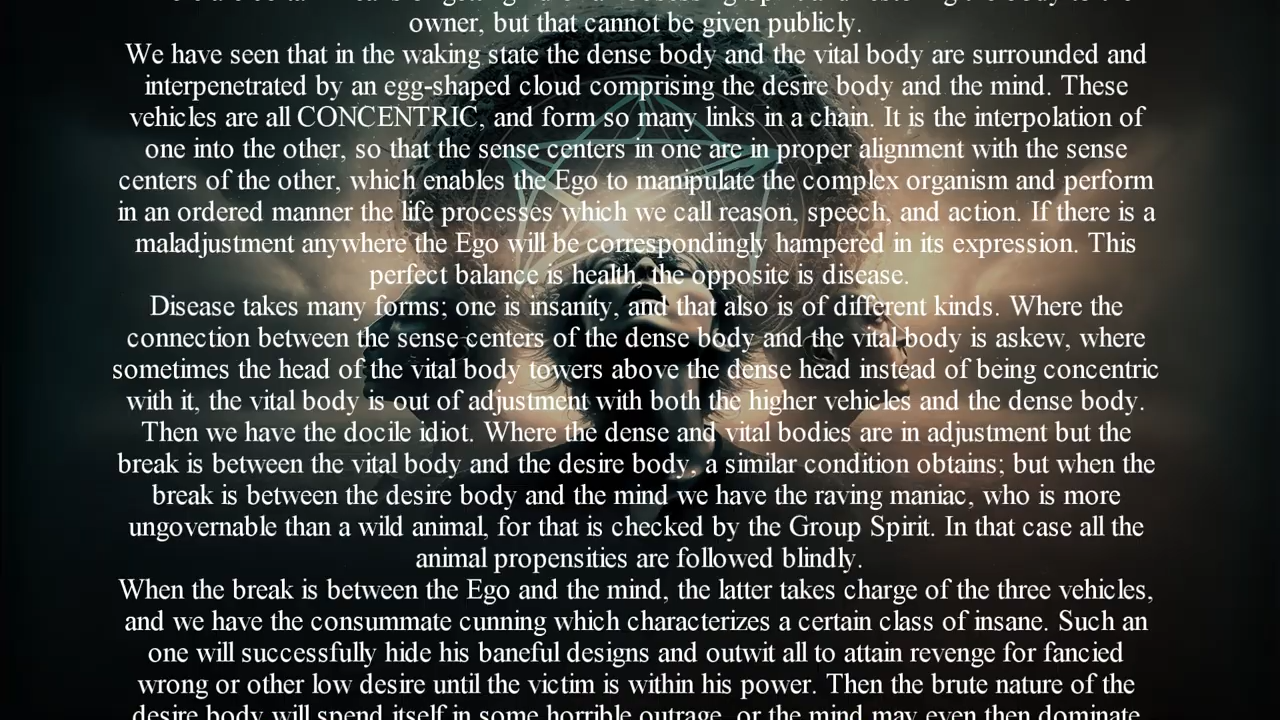 owner, but that cannot be given publicly.
We have seen that in the waking state the dense body and the vital body are surrounded and
interpenetrated by an egg-shaped cloud comprising the desire body and the mind. These
vehicles are all CONCENTRIC, and form so many links in a chain. It is the interpolation of
one into the other, so that the sense centers in one are in proper alignment with the sense
centers of the other, which enables the Ego to manipulate the complex organism and perform
in an ordered manner the life processes which we call reason, speech, and action. If there is a
maladjustment anywhere the Ego will be correspondingly hampered in its expression. This
perfect balance is health, the opposite is disease.
Disease takes many forms; one is insanity, and that also is of different kinds. Where the
connection between the sense centers of the dense body and the vital body is askew, where
sometimes the head of the vital body towers above the dense head instead of being concentric
with it, the vital body is out of adjustment with both the higher vehicles and the dense body.
Then we have the docile idiot. Where the dense and vital bodies are in adjustment but the
break is between the vital body and the desire body, a similar condition obtains; but when the
break is between the desire body and the mind we have the raving maniac, who is more
ungovernable than a wild animal, for that is checked by the Group Spirit. In that case all the
animal propensities are followed blindly.
When the break is between the Ego and the mind, the latter takes charge of the three vehicles,
and we have the consummate cunning which characterizes a certain class of insane. Such an
one will successfully hide his baneful designs and outwit all to attain revenge for fancied
wrong or other low desire until the victim is within his power. Then the brute nature of the
desire body will spend itself in some horrible outrage, or the mind may even then dominate